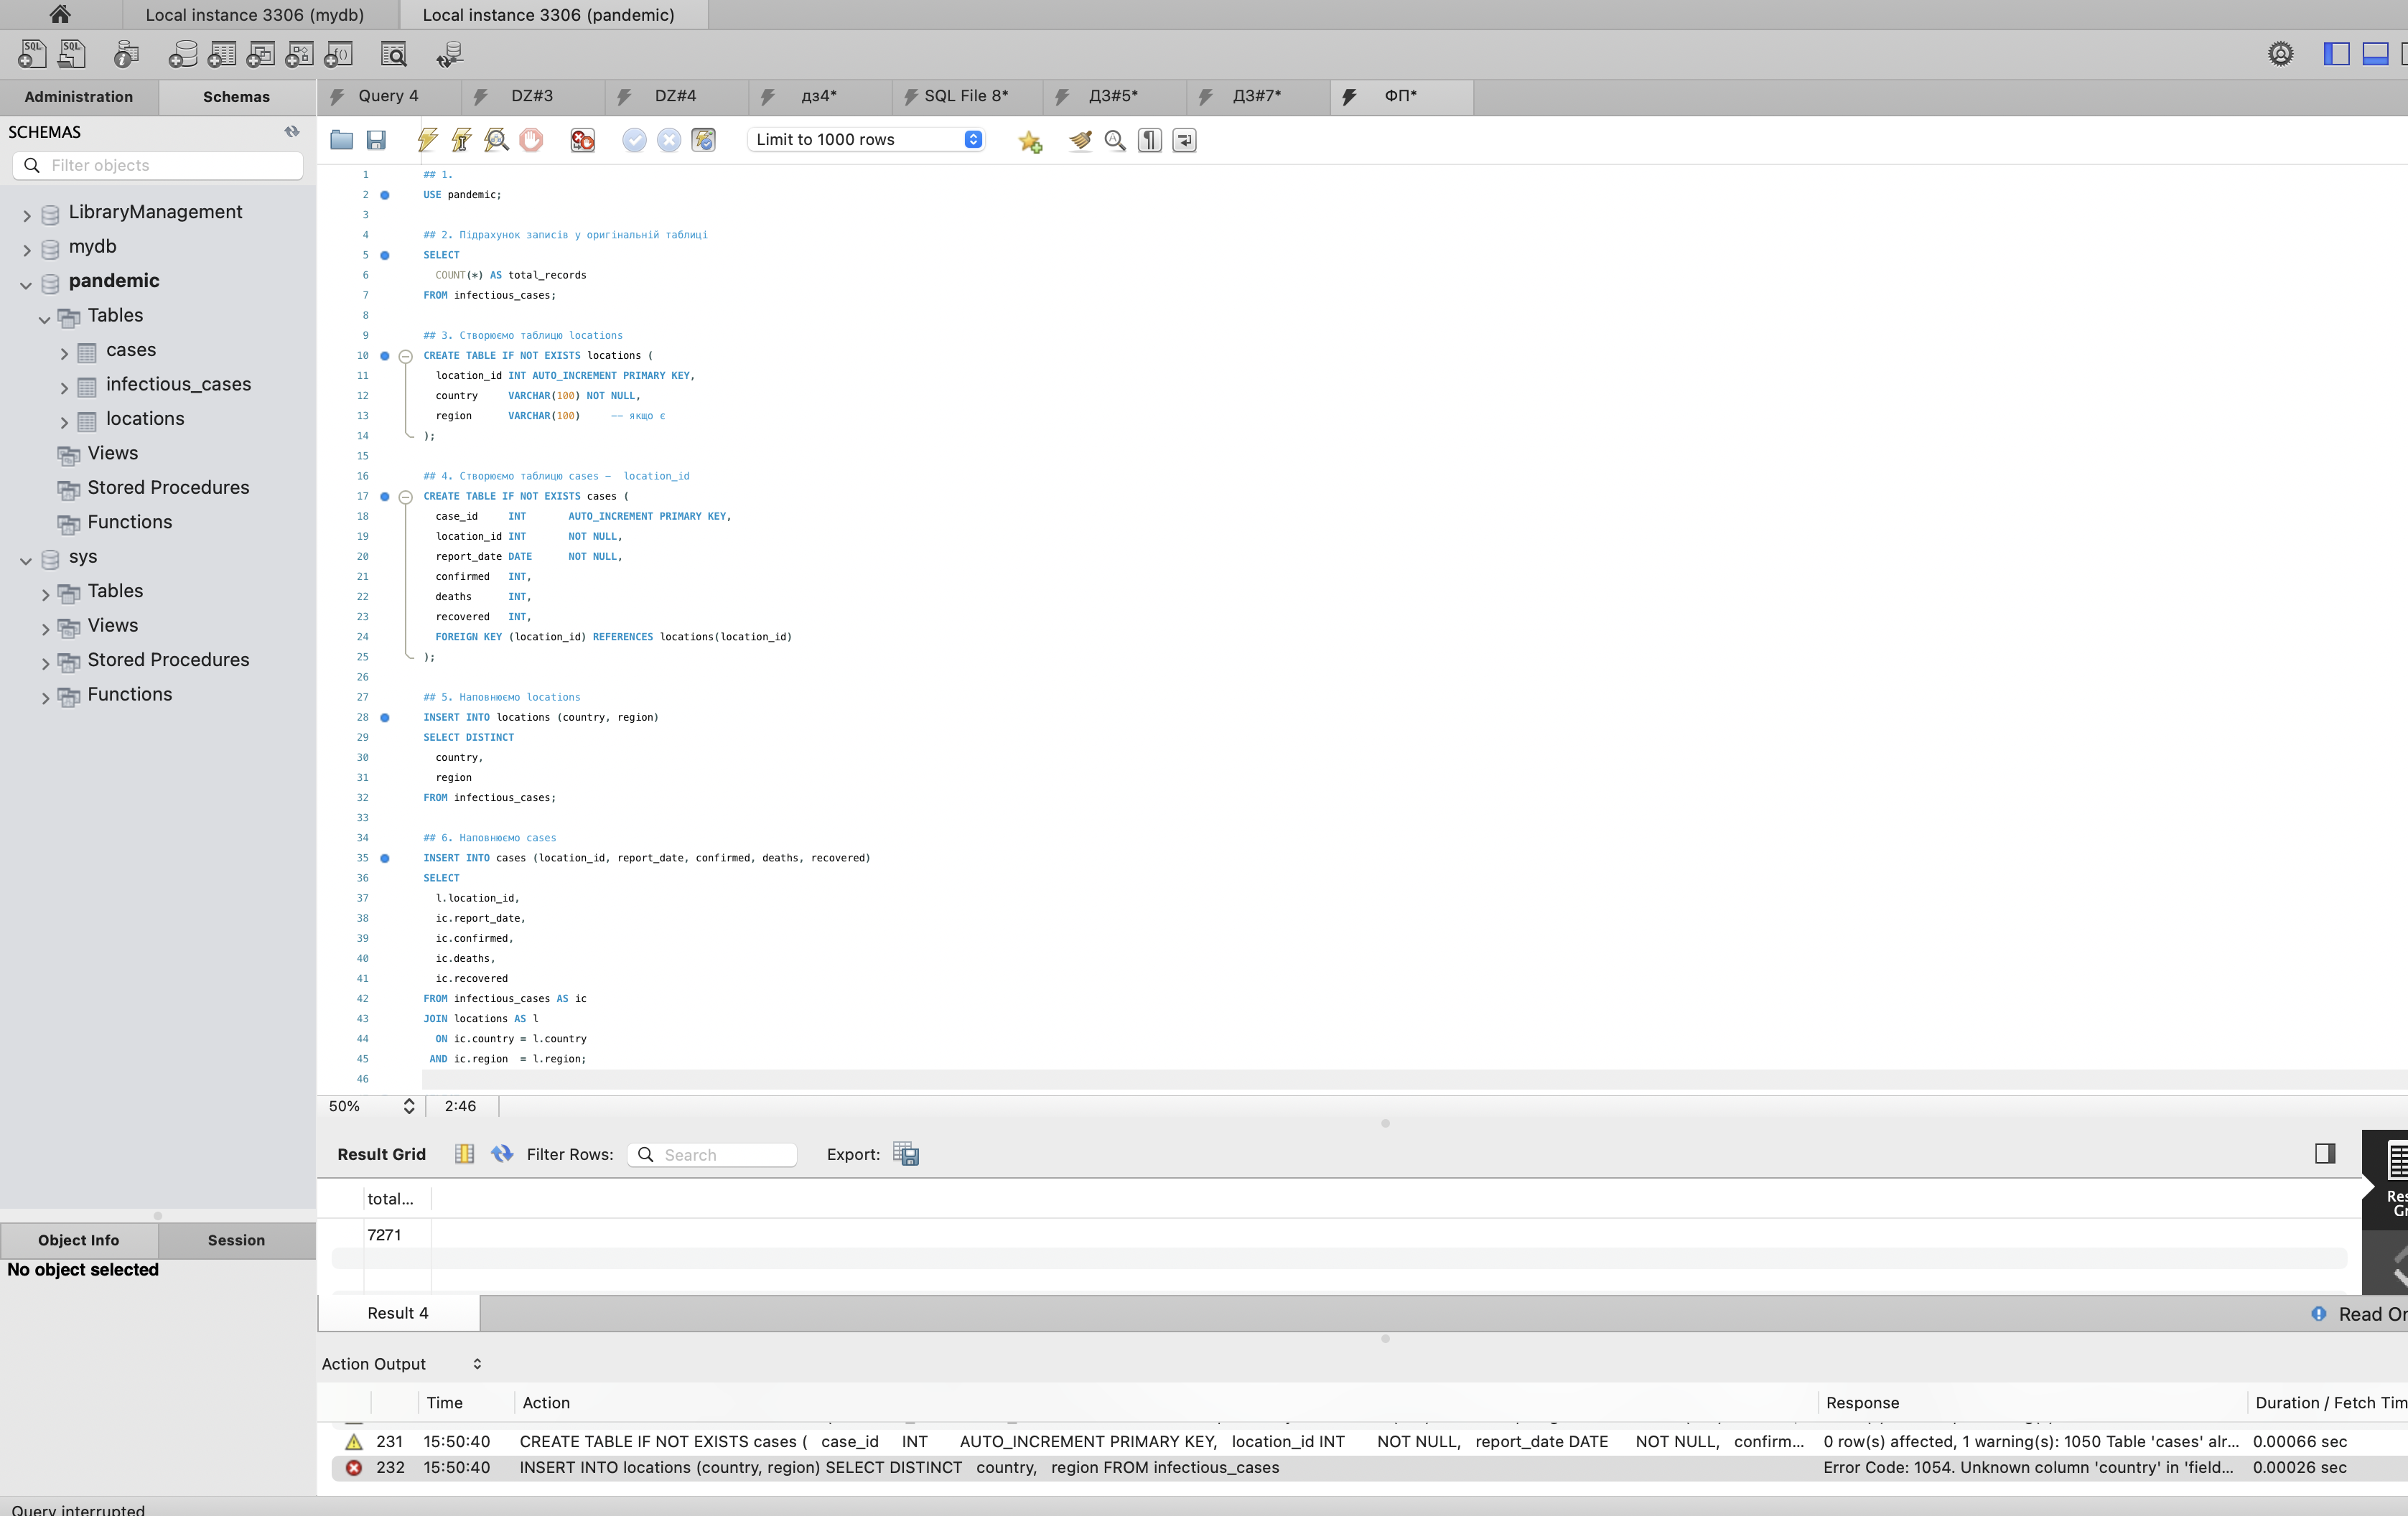 Local instance 3306 (mydb)
Local instance 3306 (pandemic)
Administration
Schemas
Query 4
DZ#3
DZ#4
дз4*
SQL File 8*
ДЗ#5*
ДЗ#7*
ФП*
SCHEMAS
Filter objects
LibraryManagement
mydb
pandemic
Tables
cases
infectious_cases
locations
Views
Stored Procedures
Functions
sys
Tables
Views
Stored Procedures
Functions
Object Info
Session
No object selected
Limit to 1000 rows
1 ## 1.
2 USE pandemic;
3
4 ## 2. Підрахунок записів у оригінальній таблиці
5 SELECT
6 COUNT(*) AS total_records
7 FROM infectious_cases;
8
9 ## 3. Створюємо таблицю locations
10 CREATE TABLE IF NOT EXISTS locations (
11 location_id INT AUTO_INCREMENT PRIMARY KEY,
12 country VARCHAR(100) NOT NULL,
13 region VARCHAR(100) -- якщо є
14 );
15
16 ## 4. Створюємо таблицю cases – location_id
17 CREATE TABLE IF NOT EXISTS cases (
18 case_id INT AUTO_INCREMENT PRIMARY KEY,
19 location_id INT NOT NULL,
20 report_date DATE NOT NULL,
21 confirmed INT,
22 deaths INT,
23 recovered INT,
24 FOREIGN KEY (location_id) REFERENCES locations(location_id)
25 );
26
27 ## 5. Наповнюємо locations
28 INSERT INTO locations (country, region)
29 SELECT DISTINCT
30 country,
31 region
32 FROM infectious_cases;
33
34 ## 6. Наповнюємо cases
35 INSERT INTO cases (location_id, report_date, confirmed, deaths, recovered)
36 SELECT
37 l.location_id,
38 ic.report_date,
39 ic.confirmed,
40 ic.deaths,
41 ic.recovered
42 FROM infectious_cases AS ic
43 JOIN locations AS l
44 ON ic.country = l.country
45 AND ic.region = l.region;
46
50% 2:46
Result Grid Filter Rows: Search Export:
total...
7271
Result 4
Read On
Action Output
Time Action Response Duration / Fetch Tim
231 15:50:40 CREATE TABLE IF NOT EXISTS cases ( case_id INT AUTO_INCREMENT PRIMARY KEY, location_id INT NOT NULL, report_date DATE NOT NULL, confirm... 0 row(s) affected, 1 warning(s): 1050 Table 'cases' alr... 0.00066 sec
232 15:50:40 INSERT INTO locations (country, region) SELECT DISTINCT country, region FROM infectious_cases Error Code: 1054. Unknown column 'country' in 'field... 0.00026 sec
Query interrupted